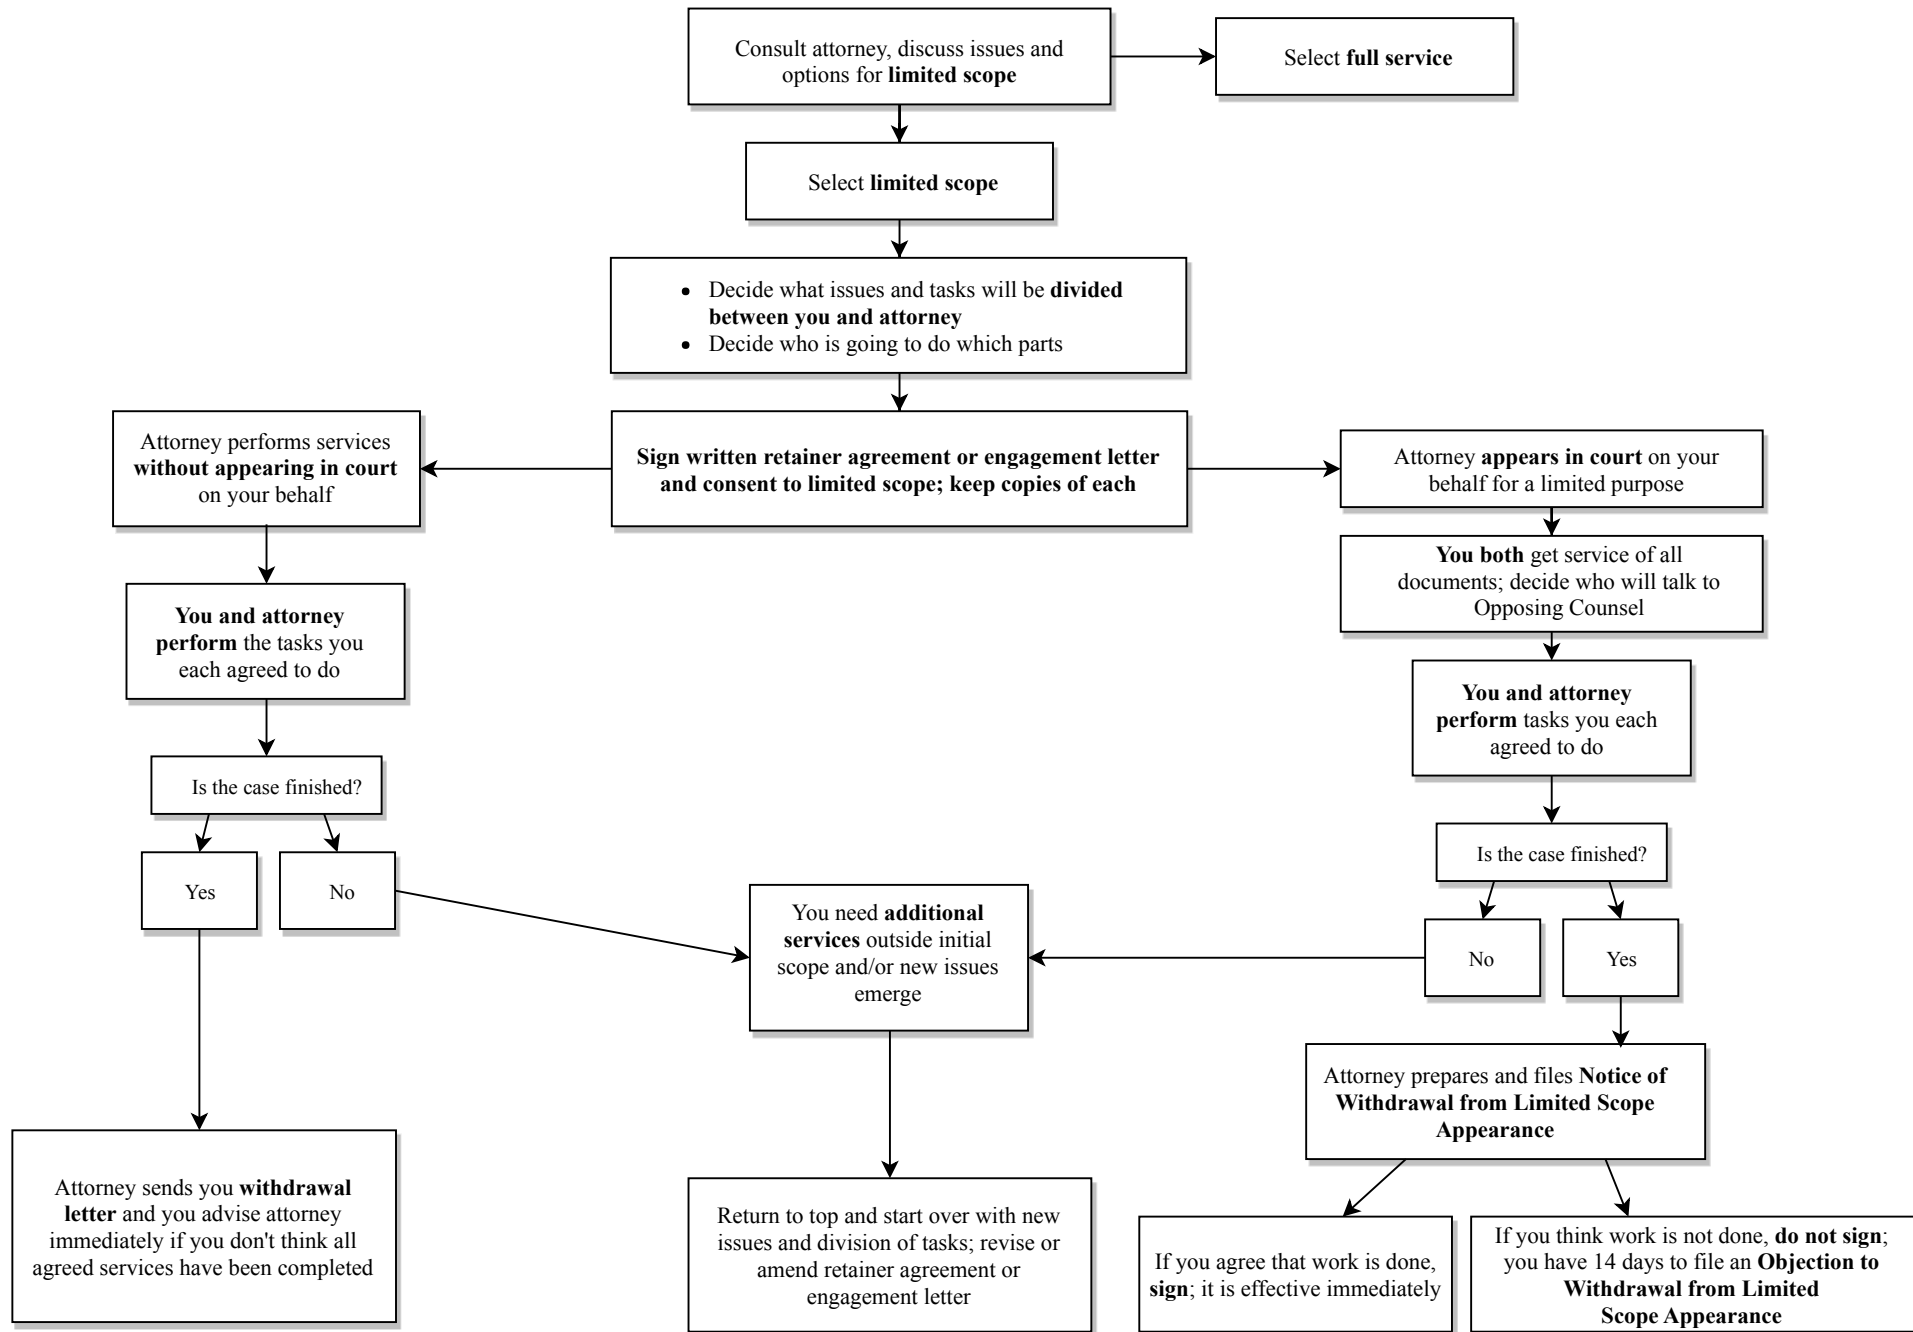 Consult attorney, discuss issues and
options for limited scope
Select full service
Select limited scope
• Decide what issues and tasks will be divided
between you and attorney
• Decide who is going to do which parts
Attorney performs services
without appearing in court
on your behalf
Sign written retainer agreement or engagement letter
and consent to limited scope; keep copies of each
Attorney appears in court on your
behalf for a limited purpose
You both get service of all
documents; decide who will talk to
Opposing Counsel
You and attorney
perform the tasks you
each agreed to do
You and attorney
perform tasks you each
agreed to do
Is the case finished?
Is the case finished?
Yes
No
You need additional
services outside initial
scope and/or new issues
emerge
No
Yes
Attorney prepares and files Notice of
Withdrawal from Limited Scope
Appearance
Attorney sends you withdrawal
letter and you advise attorney
immediately if you don't think all
agreed services have been completed
Return to top and start over with new
issues and division of tasks; revise or
amend retainer agreement or
engagement letter
If you agree that work is done,
sign; it is effective immediately
If you think work is not done, do not sign;
you have 14 days to file an Objection to
Withdrawal from Limited
Scope Appearance